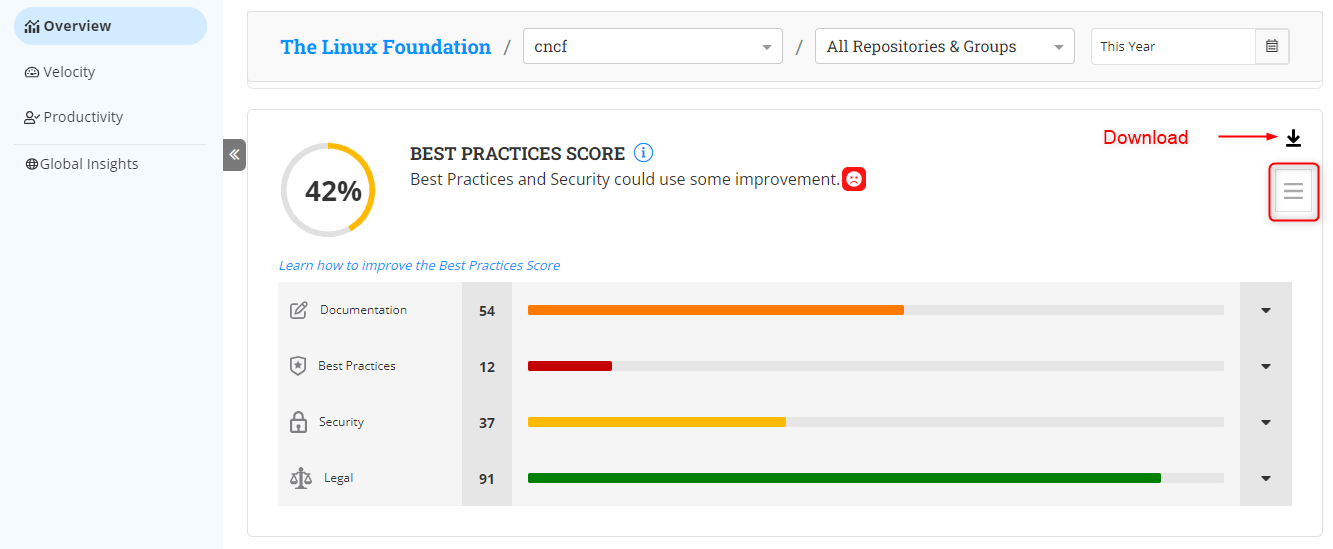 Overview
Velocity
Productivity
Global Insights
The Linux Foundation / cncf / All Repositories & Groups This Year
Download
42%
BEST PRACTICES SCORE
Best Practices and Security could use some improvement.
Learn how to improve the Best Practices Score
Documentation 54
Best Practices 12
Security 37
Legal 91